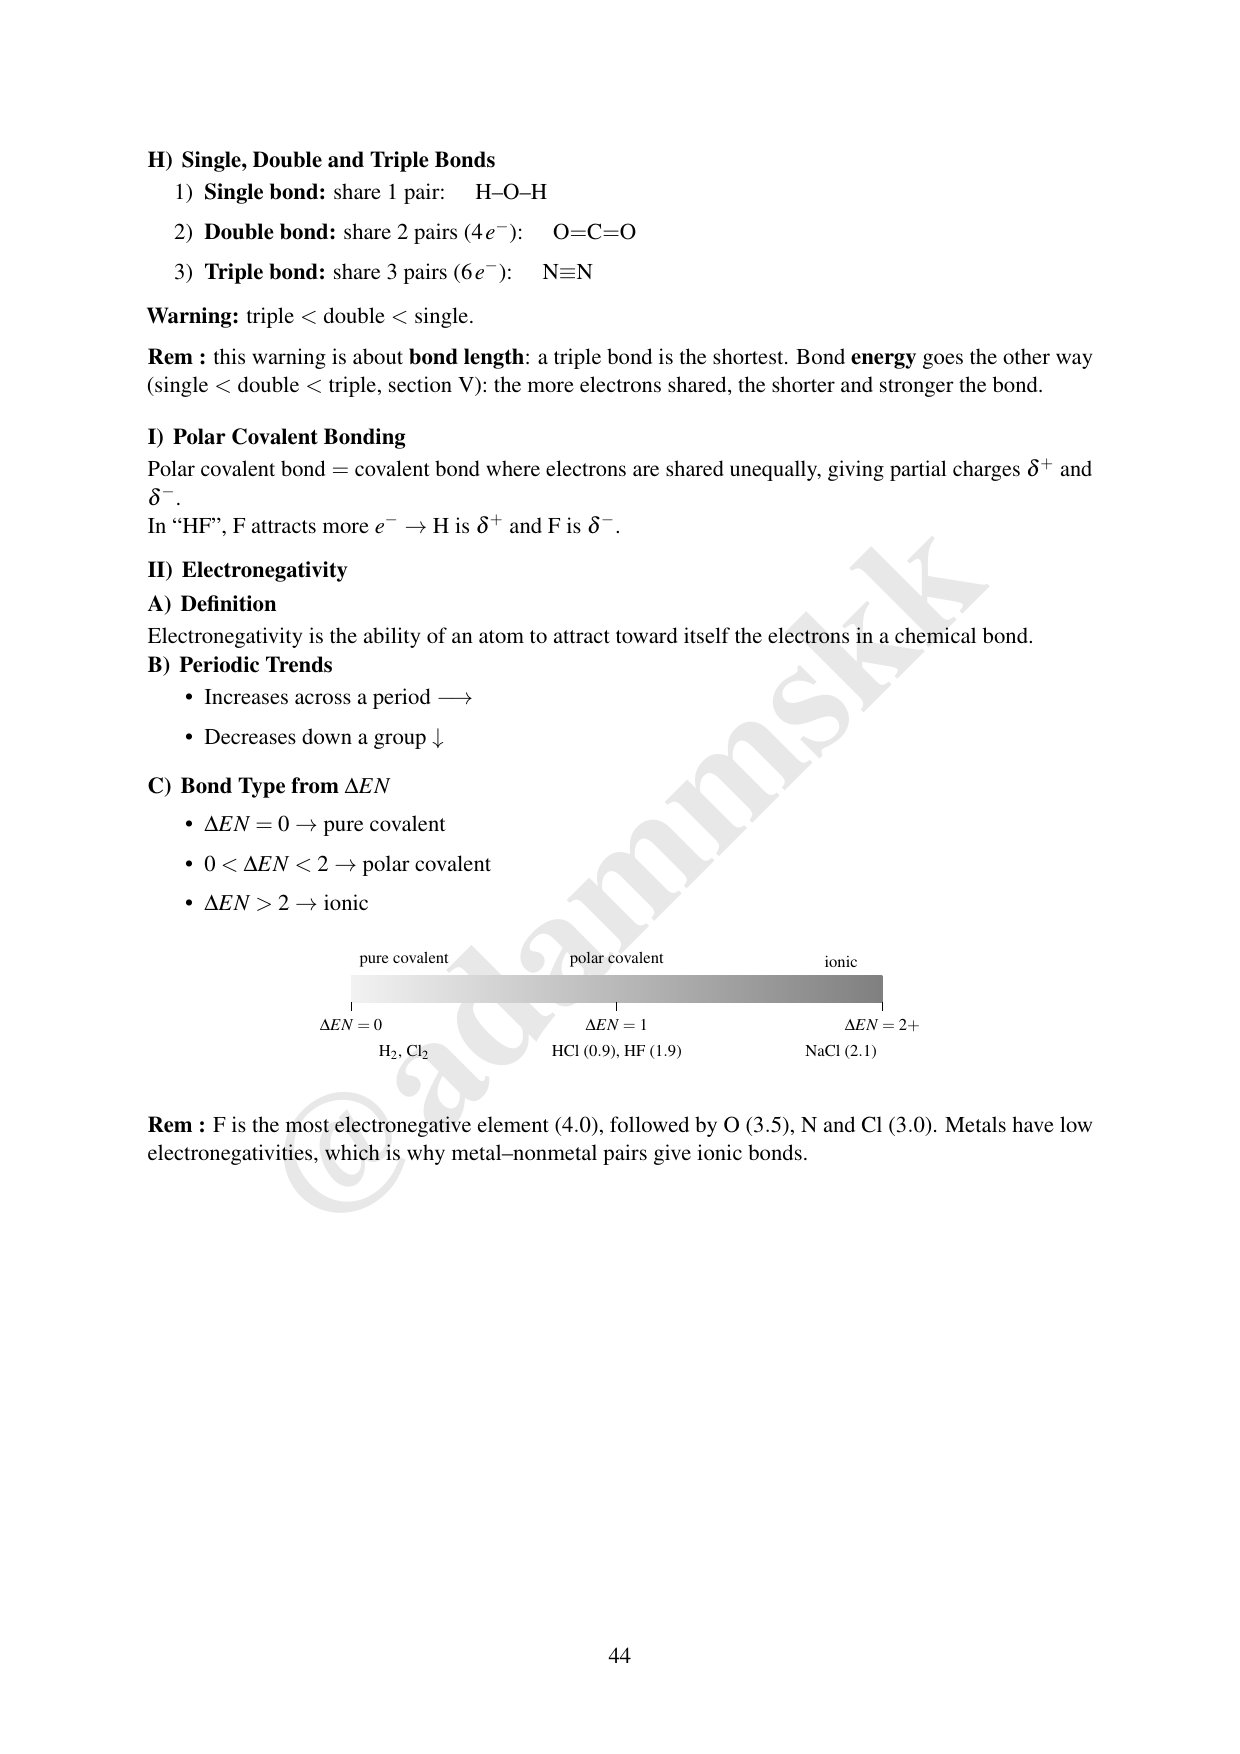 H) Single, Double and Triple Bonds
1) Single bond: share 1 pair: H–O–H
2) Double bond: share 2 pairs (4e⁻): O=C=O
3) Triple bond: share 3 pairs (6e⁻): N≡N
Warning: triple < double < single.
Rem : this warning is about bond length: a triple bond is the shortest. Bond energy goes the other way
(single < double < triple, section V): the more electrons shared, the shorter and stronger the bond.
I) Polar Covalent Bonding
Polar covalent bond = covalent bond where electrons are shared unequally, giving partial charges δ⁺ and
δ⁻.
In “HF”, F attracts more e⁻ → H is δ⁺ and F is δ⁻.
II) Electronegativity
A) Definition
Electronegativity is the ability of an atom to attract toward itself the electrons in a chemical bond.
B) Periodic Trends
• Increases across a period ⟶
• Decreases down a group ↓
C) Bond Type from ΔEN
• ΔEN = 0 → pure covalent
• 0 < ΔEN < 2 → polar covalent
• ΔEN > 2 → ionic
pure covalent polar covalent ionic
ΔEN = 0 ΔEN = 1 ΔEN = 2+
H₂, Cl₂ HCl (0.9), HF (1.9) NaCl (2.1)
Rem : F is the most electronegative element (4.0), followed by O (3.5), N and Cl (3.0). Metals have low
electronegativities, which is why metal–nonmetal pairs give ionic bonds.
@adammskk
44